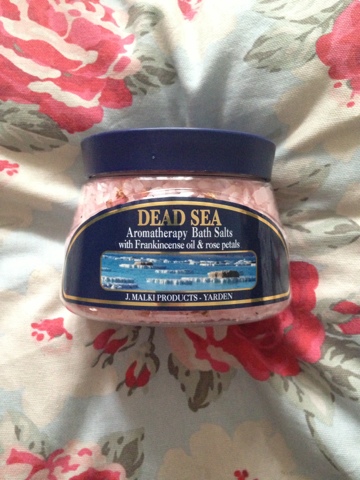 DEAD SEA
Aromatherapy Bath Salts
with Frankincense oil & rose petals
J. MALKI PRODUCTS - YARDEN